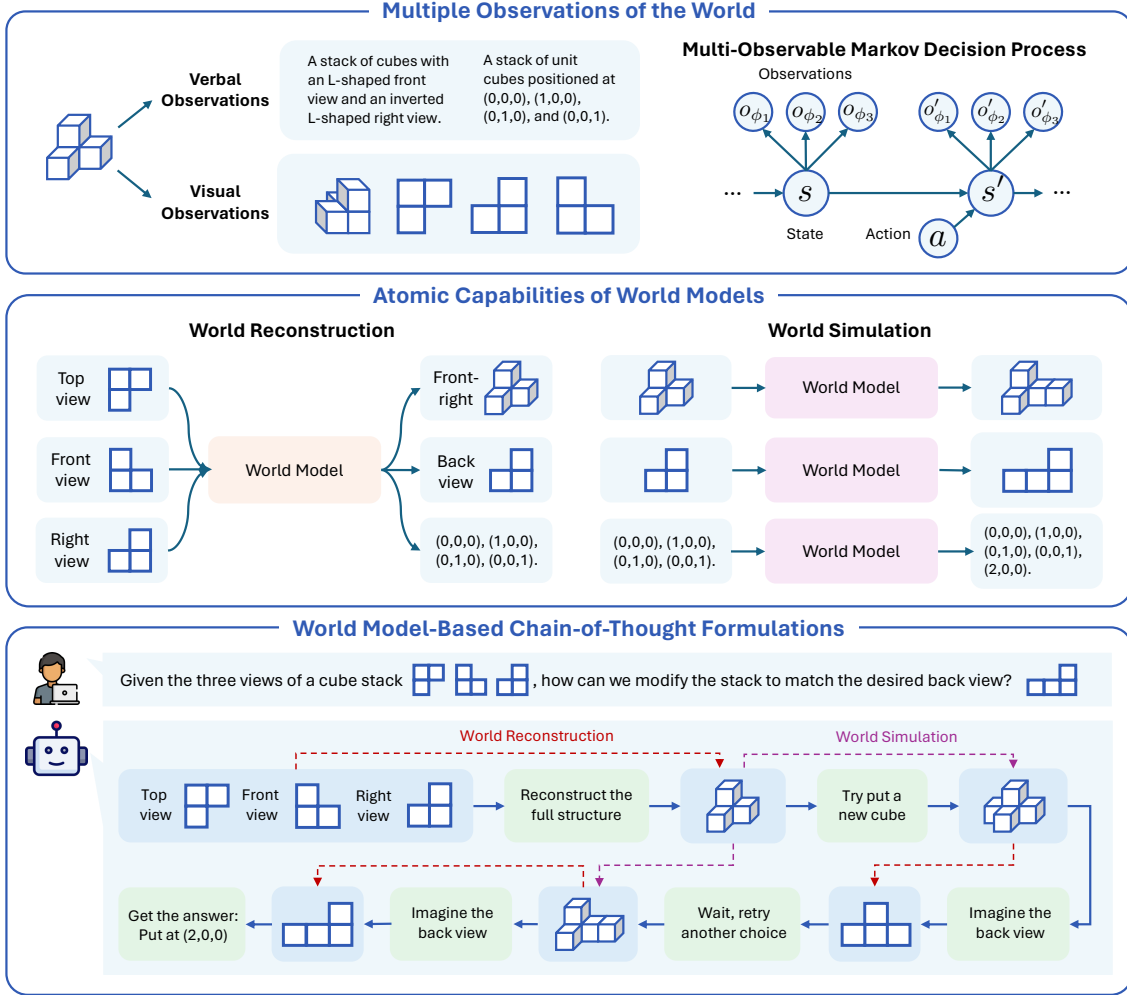 Multiple Observations of the World
Verbal
Observations
A stack of cubes with
an L-shaped front
view and an inverted
L-shaped right view.
A stack of unit
cubes positioned at
(0,0,0), (1,0,0),
(0,1,0), and (0,0,1).
Visual
Observations
Multi-Observable Markov Decision Process
Observations
o_{ϕ_1} o_{ϕ_2} o_{ϕ_3} o'_{ϕ_1} o'_{ϕ_2} o'_{ϕ_3}
... s s' ...
State
Action a
Atomic Capabilities of World Models
World Reconstruction
Top
view
Front
view
Right
view
World Model
Front-
right
Back
view
(0,0,0), (1,0,0),
(0,1,0), (0,0,1).
World Simulation
World Model
World Model
(0,0,0), (1,0,0),
(0,1,0), (0,0,1).
World Model
(0,0,0), (1,0,0),
(0,1,0), (0,0,1),
(2,0,0).
World Model-Based Chain-of-Thought Formulations
Given the three views of a cube stack , how can we modify the stack to match the desired back view?
World Reconstruction
World Simulation
Top
view
Front
view
Right
view
Reconstruct the
full structure
Try put a
new cube
Imagine the
back view
Wait, retry
another choice
Imagine the
back view
Get the answer:
Put at (2,0,0)